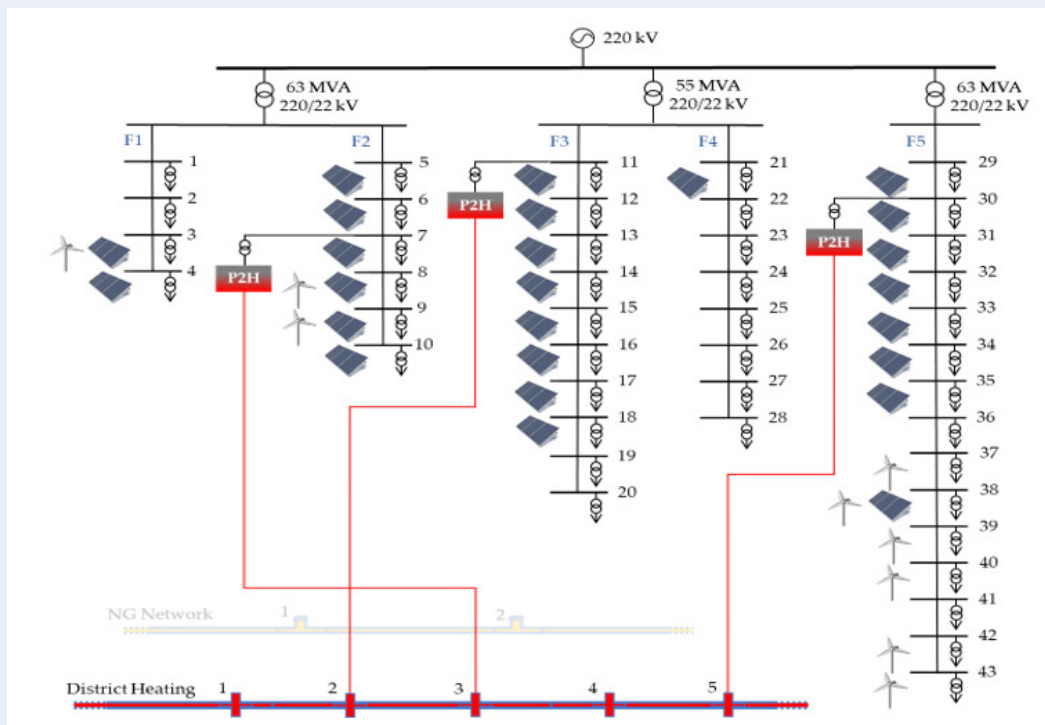 220 kV
63 MVA
220/22 kV
55 MVA
220/22 kV
63 MVA
220/22 kV
F1
F2
F3
F4
F5
1
2
3
4
5
6
7
8
9
10
11
12
13
14
15
16
17
18
19
20
21
22
23
24
25
26
27
28
29
30
31
32
33
34
35
36
37
38
39
40
41
42
43
P2H
P2H
P2H
NG Network 1 2
District Heating 1 2 3 4 5